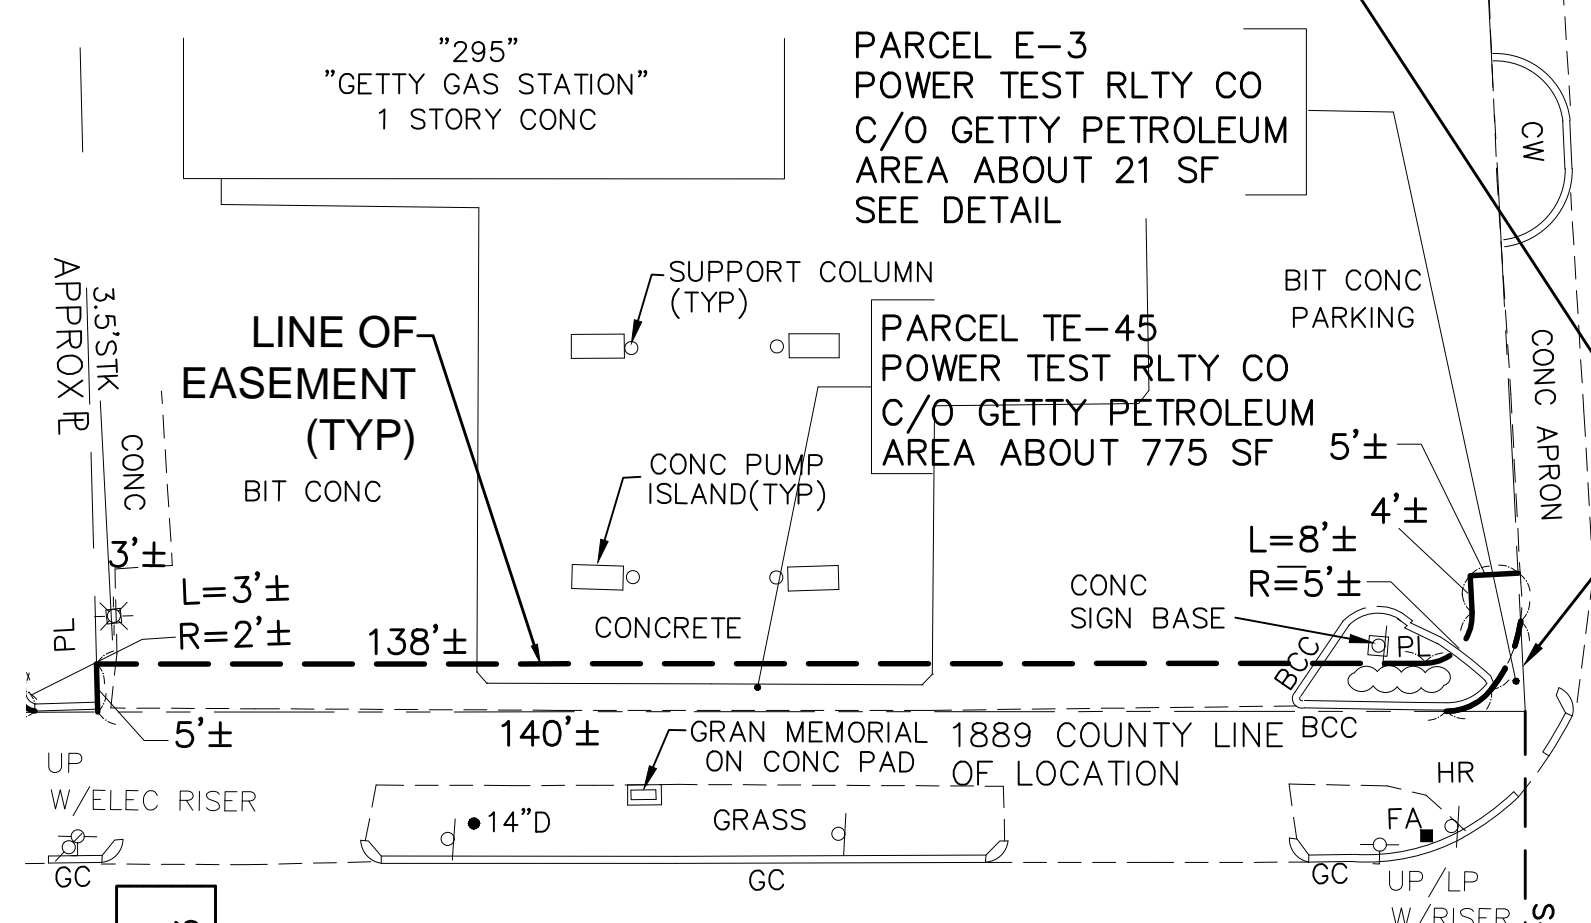 "295"
"GETTY GAS STATION"
1 STORY CONC
PARCEL E-3
POWER TEST RLTY CO
C/O GETTY PETROLEUM
AREA ABOUT 21 SF
SEE DETAIL
CW
SUPPORT COLUMN
(TYP)
BIT CONC
PARKING
APPROX PL
3.5'STK
LINE OF
EASEMENT
(TYP)
PARCEL TE-45
POWER TEST RLTY CO
C/O GETTY PETROLEUM
AREA ABOUT 775 SF
CONC APRON
CONC
BIT CONC
CONC PUMP
ISLAND(TYP)
5'±
4'±
3'±
L=8'±
R=5'±
L=3'±
R=2'±
CONC
SIGN BASE
PL
138'±
CONCRETE
BCC
PL
5'±
140'±
GRAN MEMORIAL
ON CONC PAD
1889 COUNTY LINE
OF LOCATION
BCC
UP
W/ELEC RISER
HR
14"D
GRASS
FA
GC
GC
GC
UP/LP
W/RISER
S